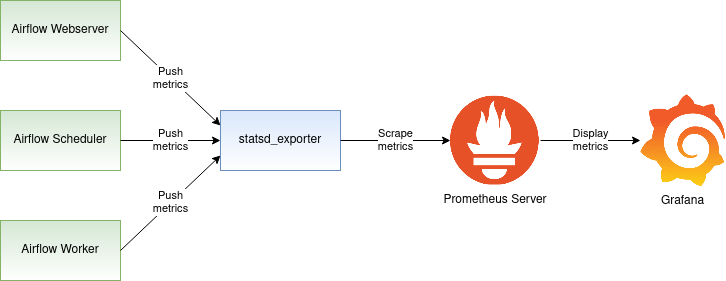 Airflow Webserver
Push
metrics
Airflow Scheduler
Push
metrics
statsd_exporter
Scrape
metrics
Display
metrics
Push
metrics
Prometheus Server
Grafana
Airflow Worker